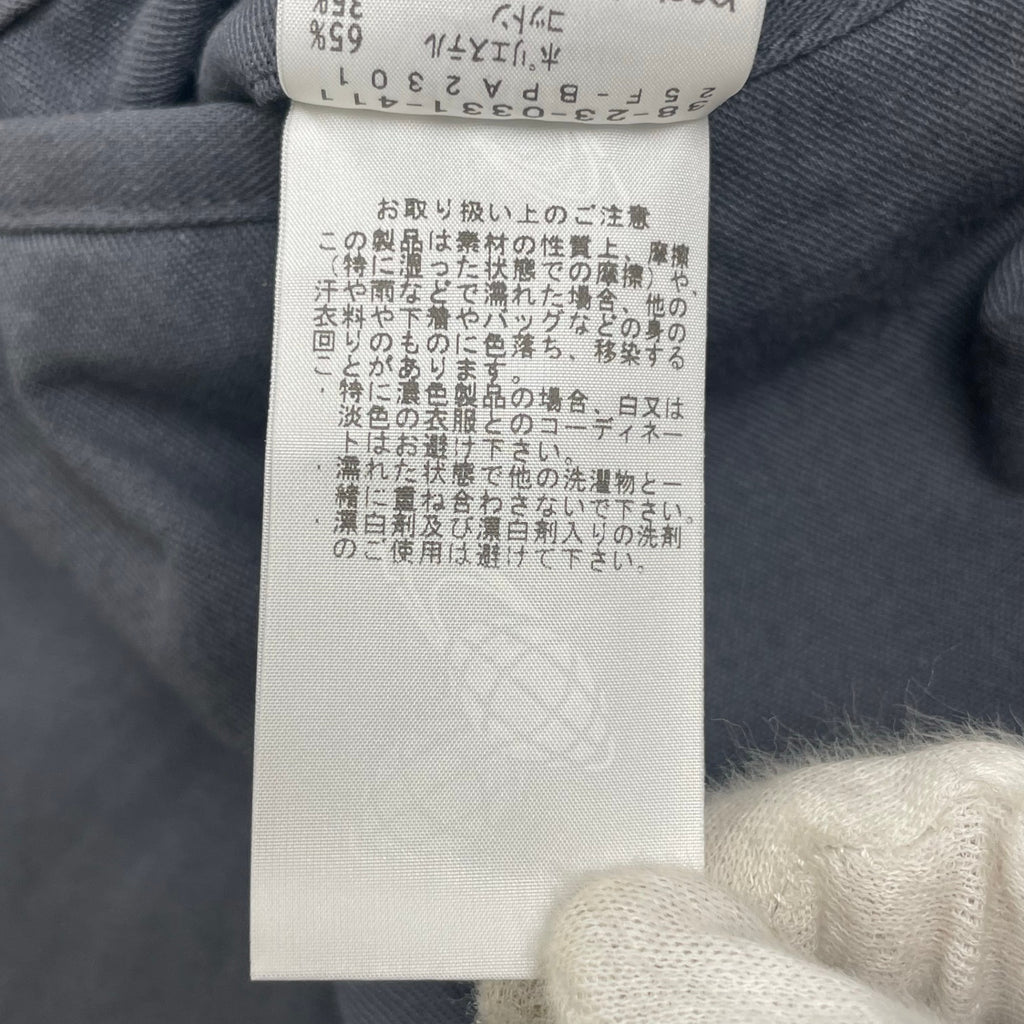 38-23-0331-411
25F-BPA2301
ポリエステル 65%
コットン 35%
お取り扱い上のご注意
この製品は素材の性質上、摩擦
（特に湿った状態での摩擦）や、
汗や雨などで濡れた場合、他の
衣料や下着やバッグなどの身の
回りのものに色落ち、移染する
ことがあります。
・特に濃色製品の場合、白又は
淡色の衣服とのコーディネー
トはお避け下さい。
・濡れた状態で他の洗濯物と一
緒に重ね合わさないで下さい。
・漂白剤及び漂白剤入りの洗剤
のご使用は避けて下さい。